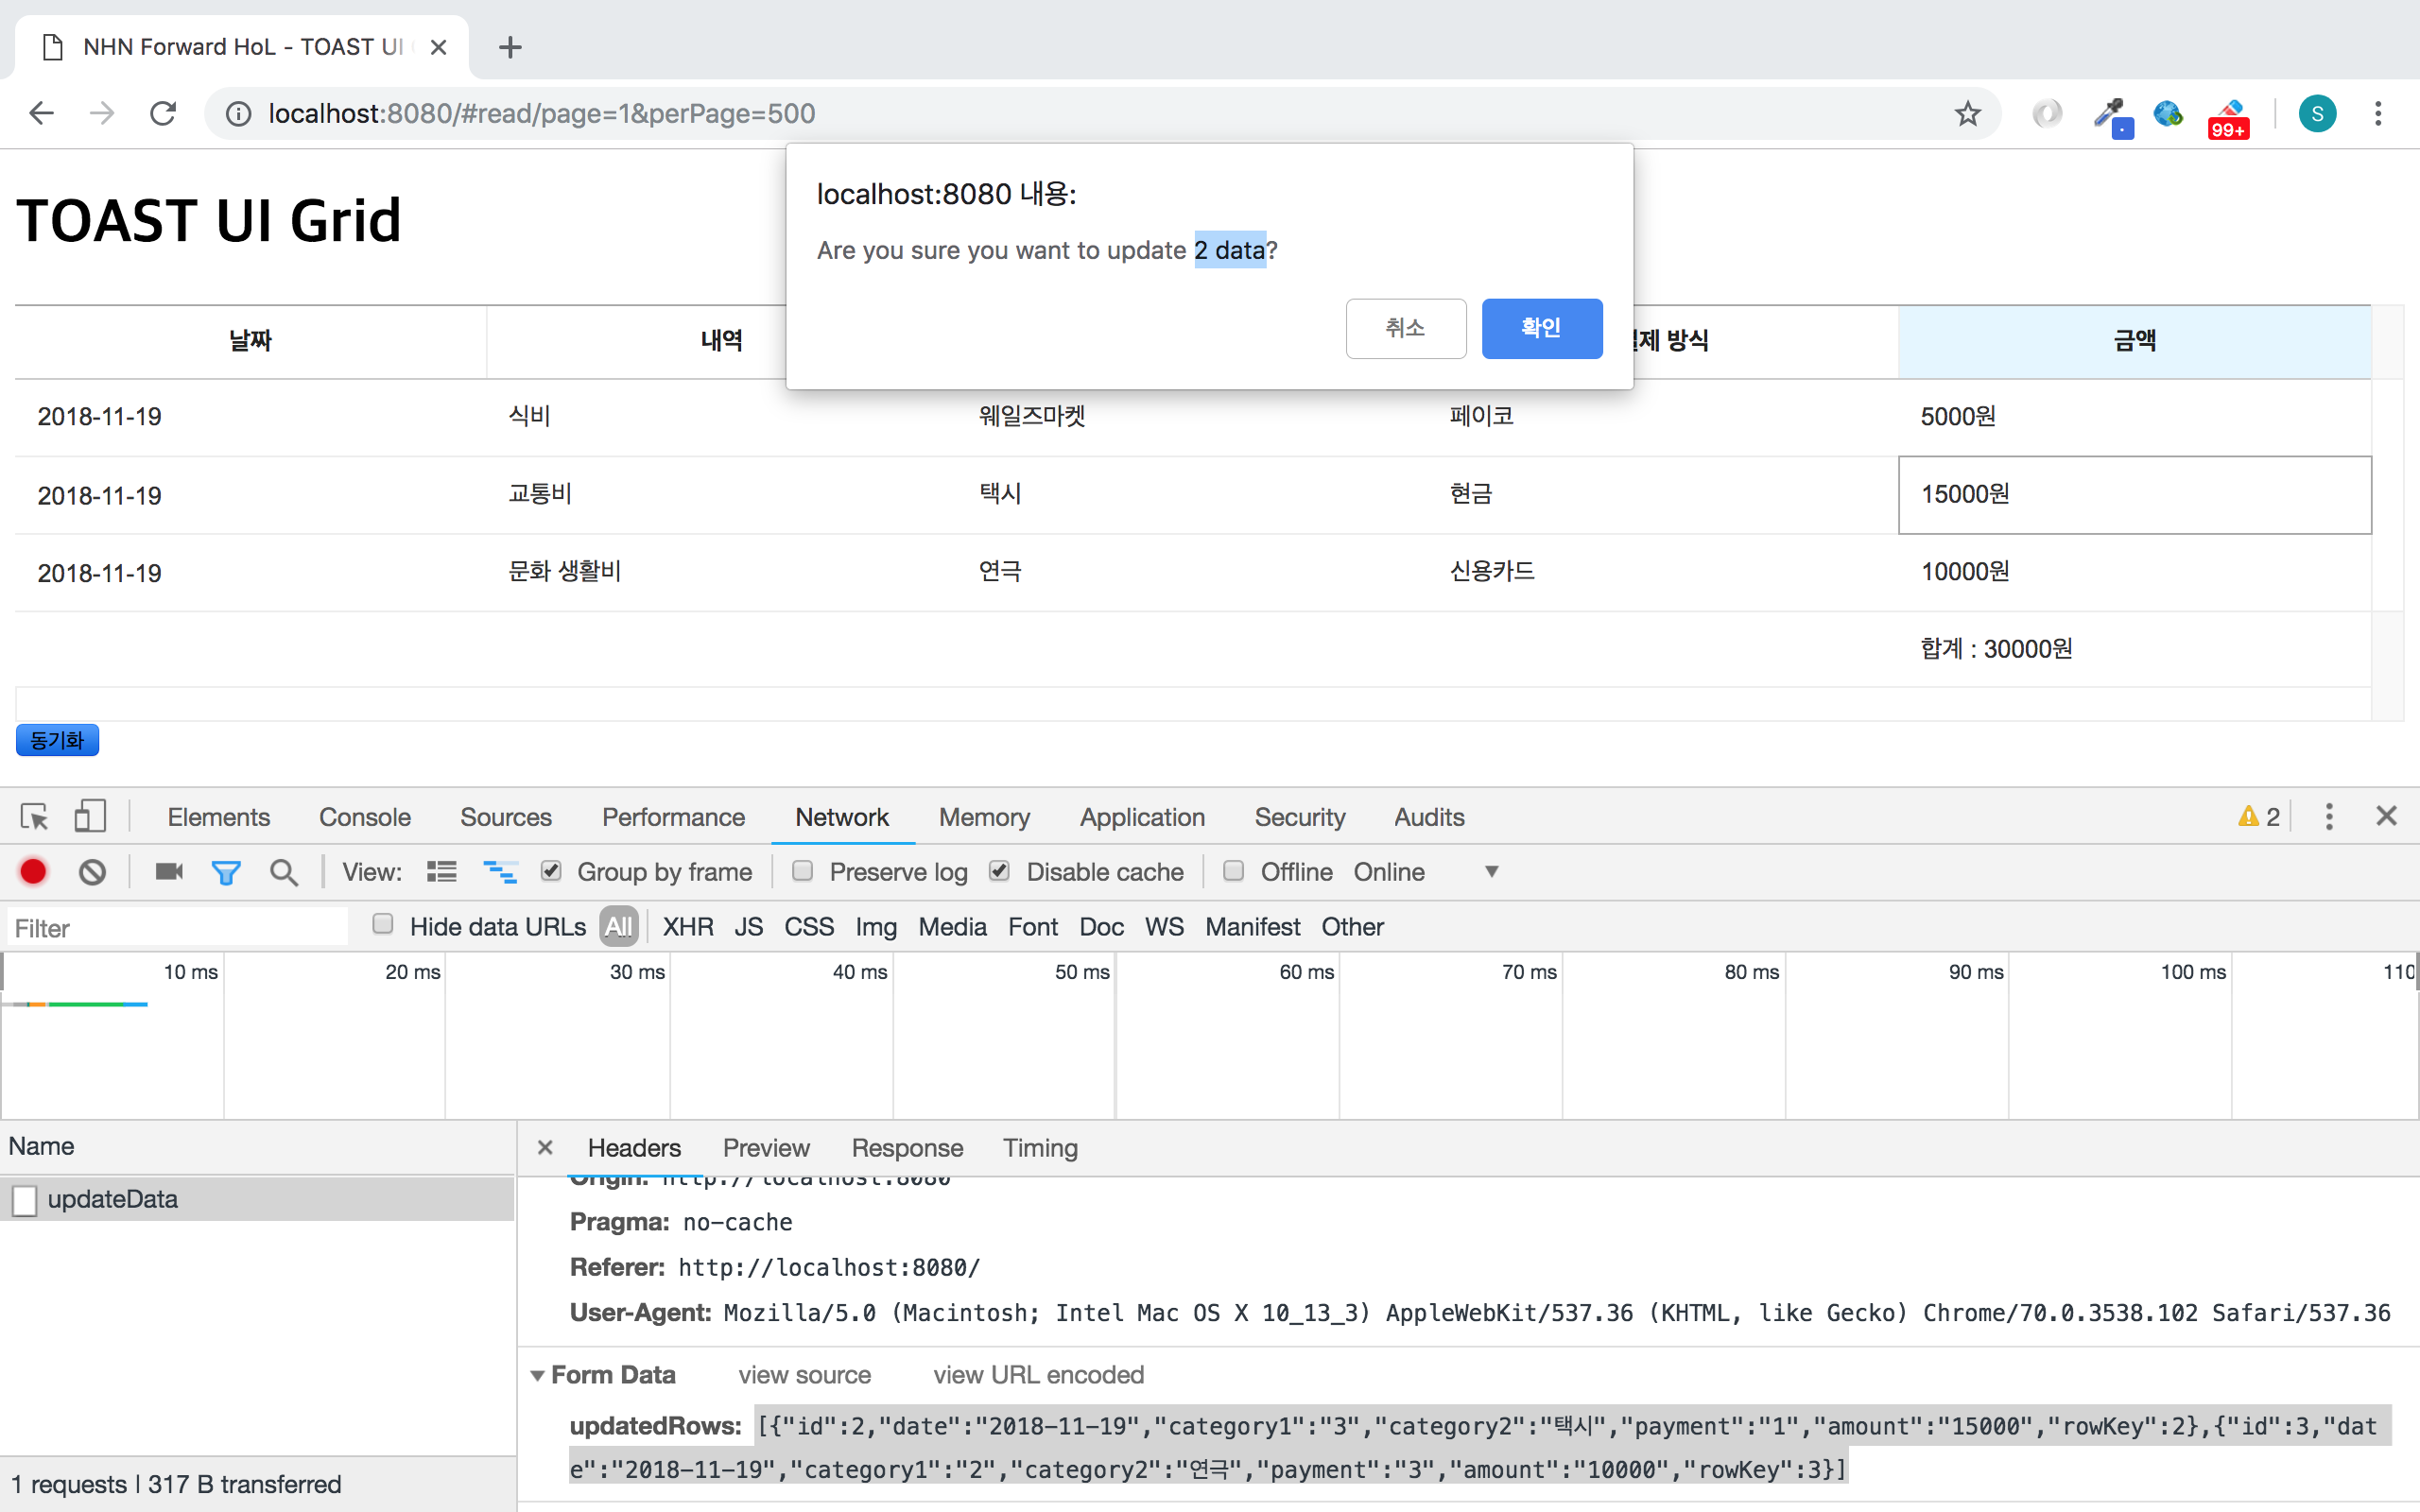 NHN Forward HoL - TOAST UI
localhost:8080/#read/page=1&perPage=500
99+
S
TOAST UI Grid
localhost:8080 내용:
Are you sure you want to update 2 data?
취소
확인
날짜 내역 제 방식 금액
2018-11-19 식비 웨일즈마켓 페이코 5000원
2018-11-19 교통비 택시 현금 15000원
2018-11-19 문화 생활비 연극 신용카드 10000원
합계 : 30000원
동기화
Elements Console Sources Performance Network Memory Application Security Audits 2
View: Group by frame Preserve log Disable cache Offline Online
Filter Hide data URLs All XHR JS CSS Img Media Font Doc WS Manifest Other
10 ms 20 ms 30 ms 40 ms 50 ms 60 ms 70 ms 80 ms 90 ms 100 ms 110
Name
updateData
1 requests | 317 B transferred
Headers Preview Response Timing
Origin: http://localhost:8080
Pragma: no-cache
Referer: http://localhost:8080/
User-Agent: Mozilla/5.0 (Macintosh; Intel Mac OS X 10_13_3) AppleWebKit/537.36 (KHTML, like Gecko) Chrome/70.0.3538.102 Safari/537.36
Form Data view source view URL encoded
updatedRows: [{"id":2,"date":"2018-11-19","category1":"3","category2":"택시","payment":"1","amount":"15000","rowKey":2},{"id":3,"dat
e":"2018-11-19","category1":"2","category2":"연극","payment":"3","amount":"10000","rowKey":3}]